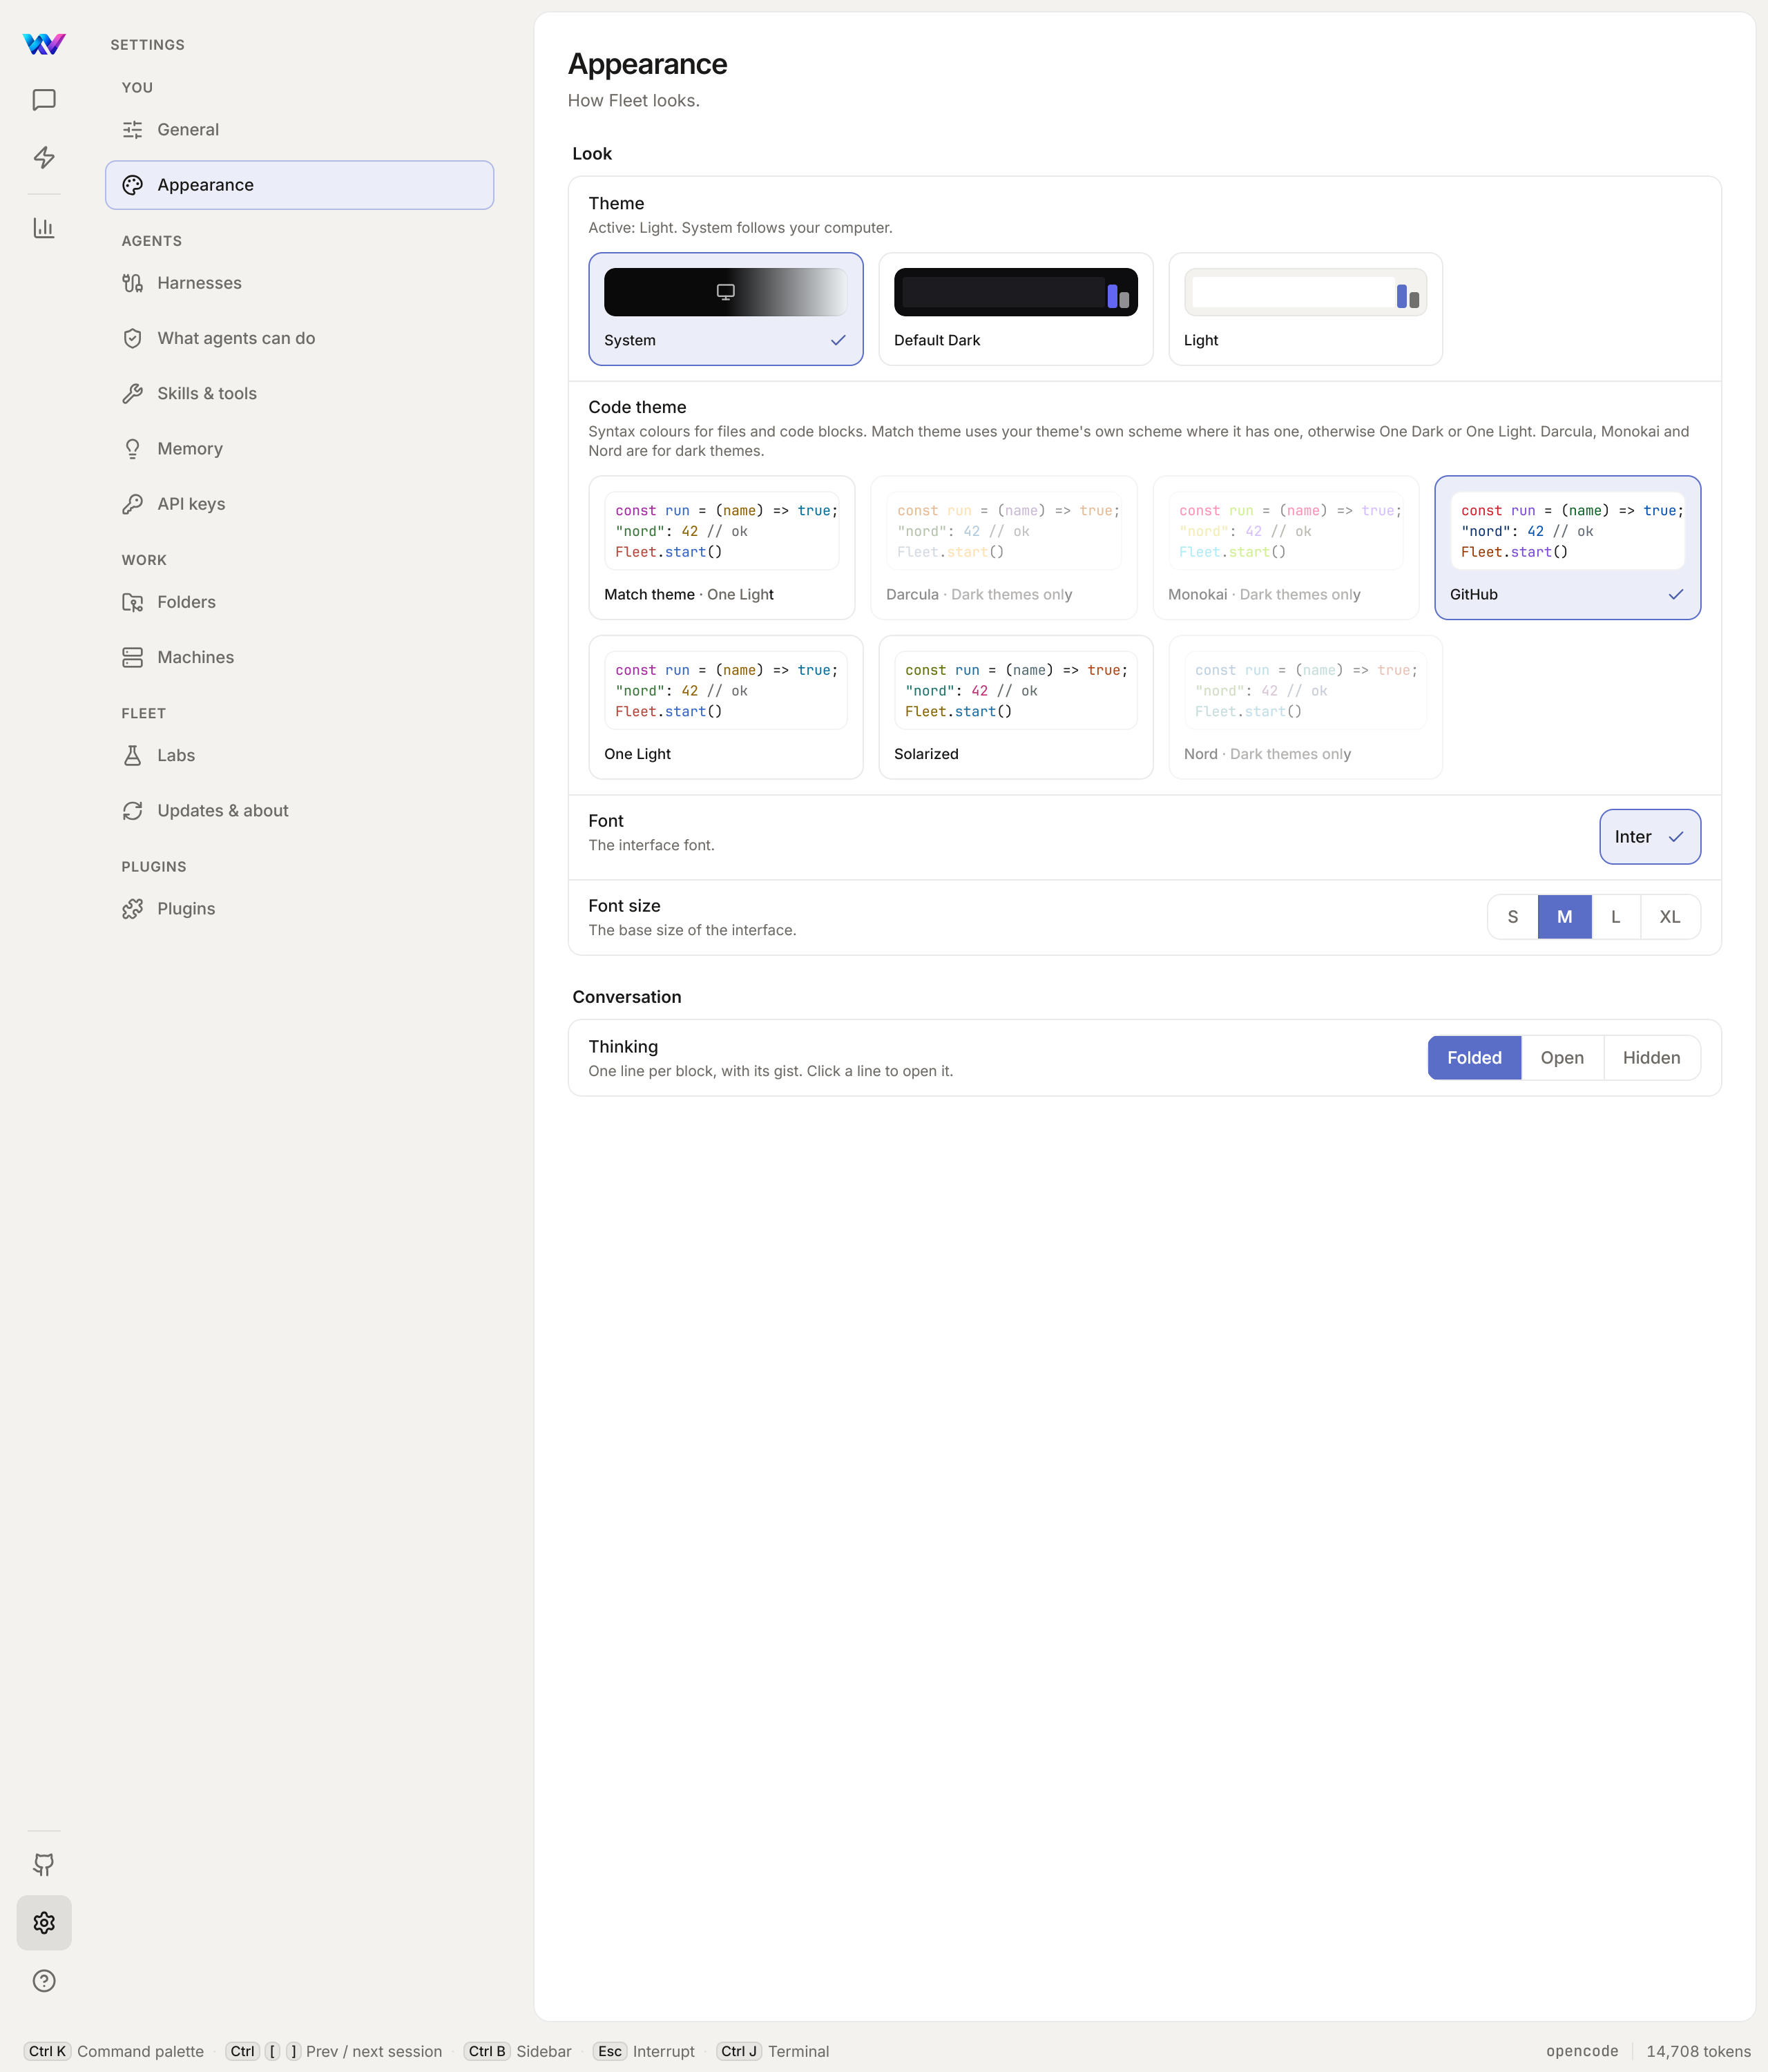 SETTINGS
YOU
General
Appearance
AGENTS
Harnesses
What agents can do
Skills & tools
Memory
API keys
WORK
Folders
Machines
FLEET
Labs
Updates & about
PLUGINS
Plugins
Appearance
How Fleet looks.
Look
Theme
Active: Light. System follows your computer.
System
Default Dark
Light
Code theme
Syntax colours for files and code blocks. Match theme uses your theme's own scheme where it has one, otherwise One Dark or One Light. Darcula, Monokai and
Nord are for dark themes.
const run = (name) => true;
"nord": 42 // ok
Fleet.start()
Match theme · One Light
const run = (name) => true;
"nord": 42 // ok
Fleet.start()
Darcula · Dark themes only
const run = (name) => true;
"nord": 42 // ok
Fleet.start()
Monokai · Dark themes only
const run = (name) => true;
"nord": 42 // ok
Fleet.start()
GitHub
const run = (name) => true;
"nord": 42 // ok
Fleet.start()
One Light
const run = (name) => true;
"nord": 42 // ok
Fleet.start()
Solarized
const run = (name) => true;
"nord": 42 // ok
Fleet.start()
Nord · Dark themes only
Font
The interface font.
Inter
Font size
The base size of the interface.
S M L XL
Conversation
Thinking
One line per block, with its gist. Click a line to open it.
Folded Open Hidden
Ctrl K Command palette · Ctrl [ ] Prev / next session · Ctrl B Sidebar · Esc Interrupt · Ctrl J Terminal
opencode 14,708 tokens